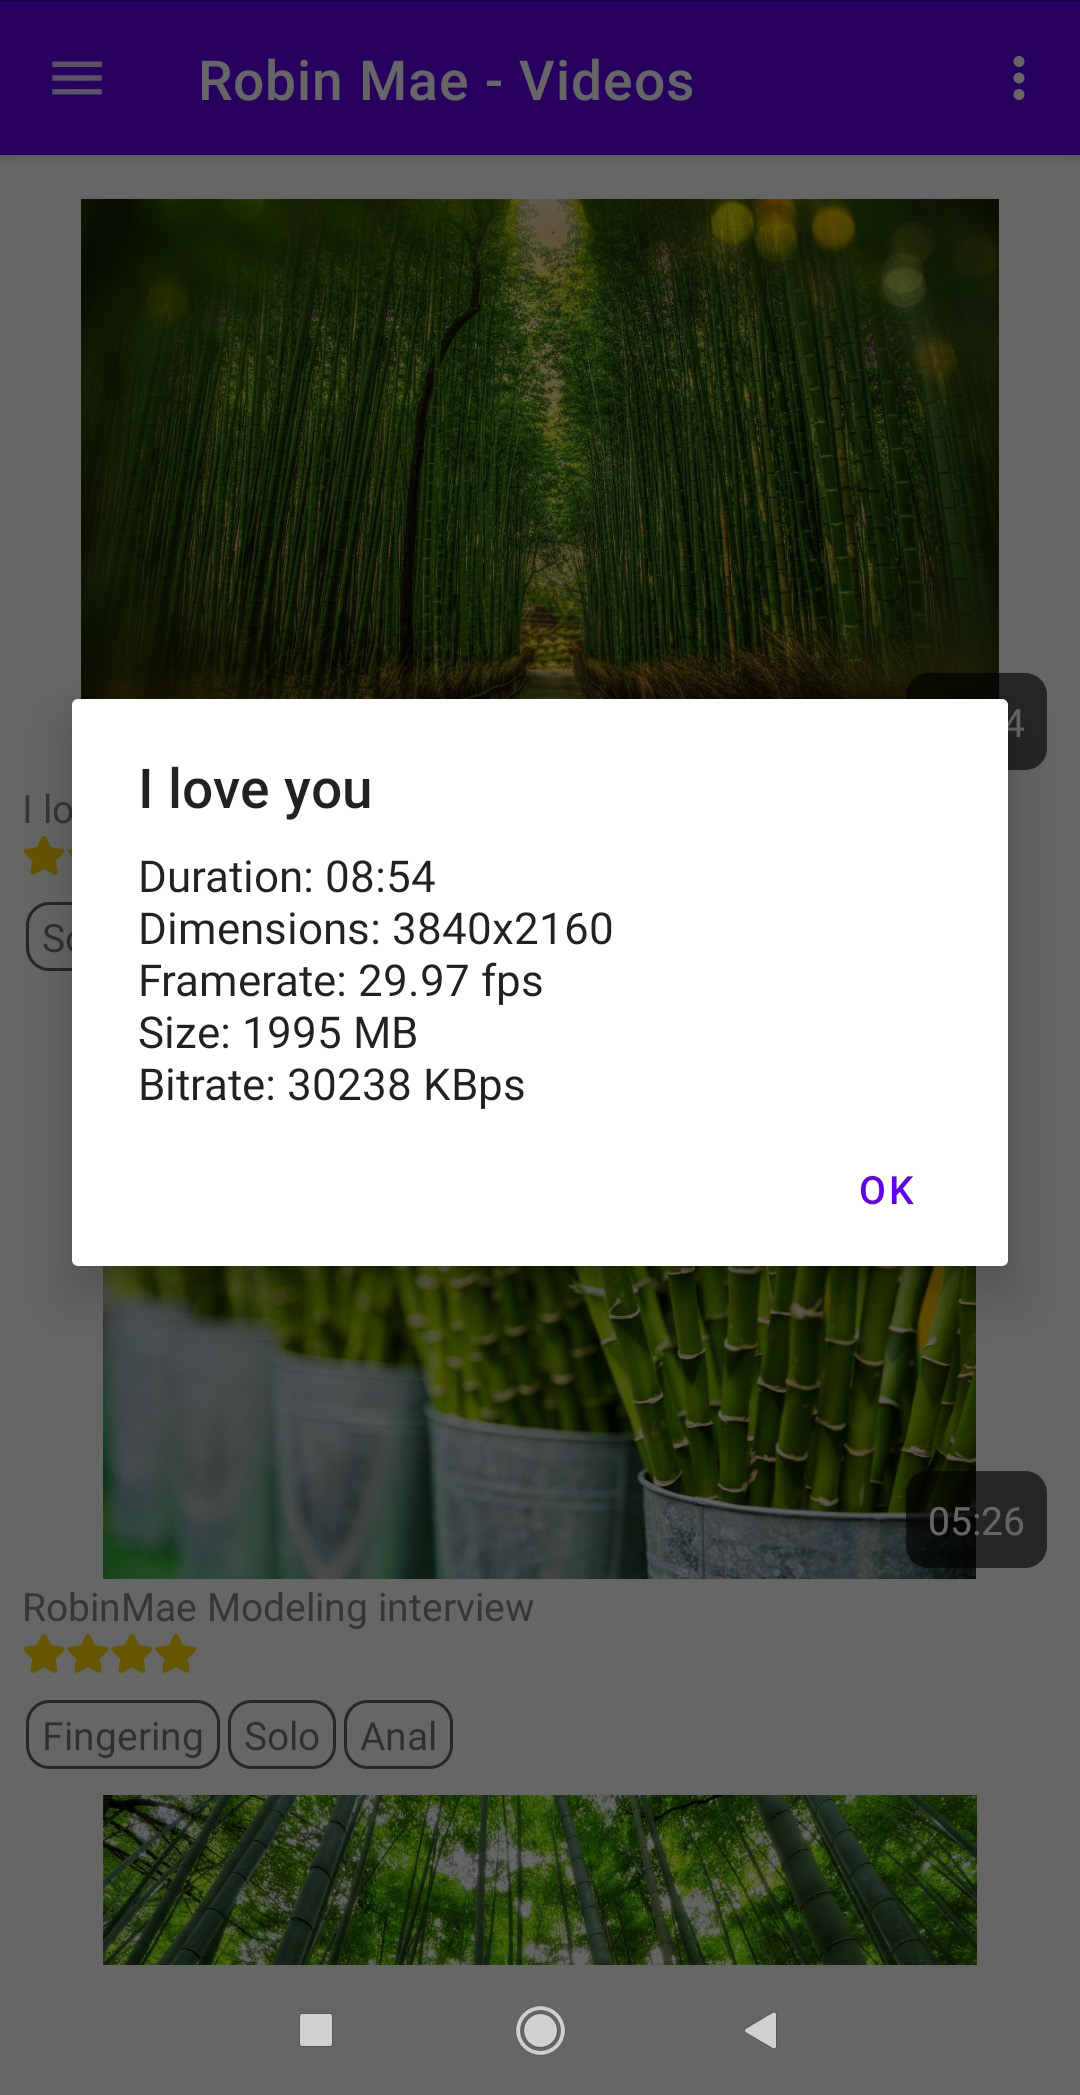 Robin Mae - Videos
4
I lo
I love you
Duration: 08:54
Dimensions: 3840x2160
Framerate: 29.97 fps
Size: 1995 MB
Bitrate: 30238 KBps
OK
05:26
RobinMae Modeling interview
Fingering Solo Anal